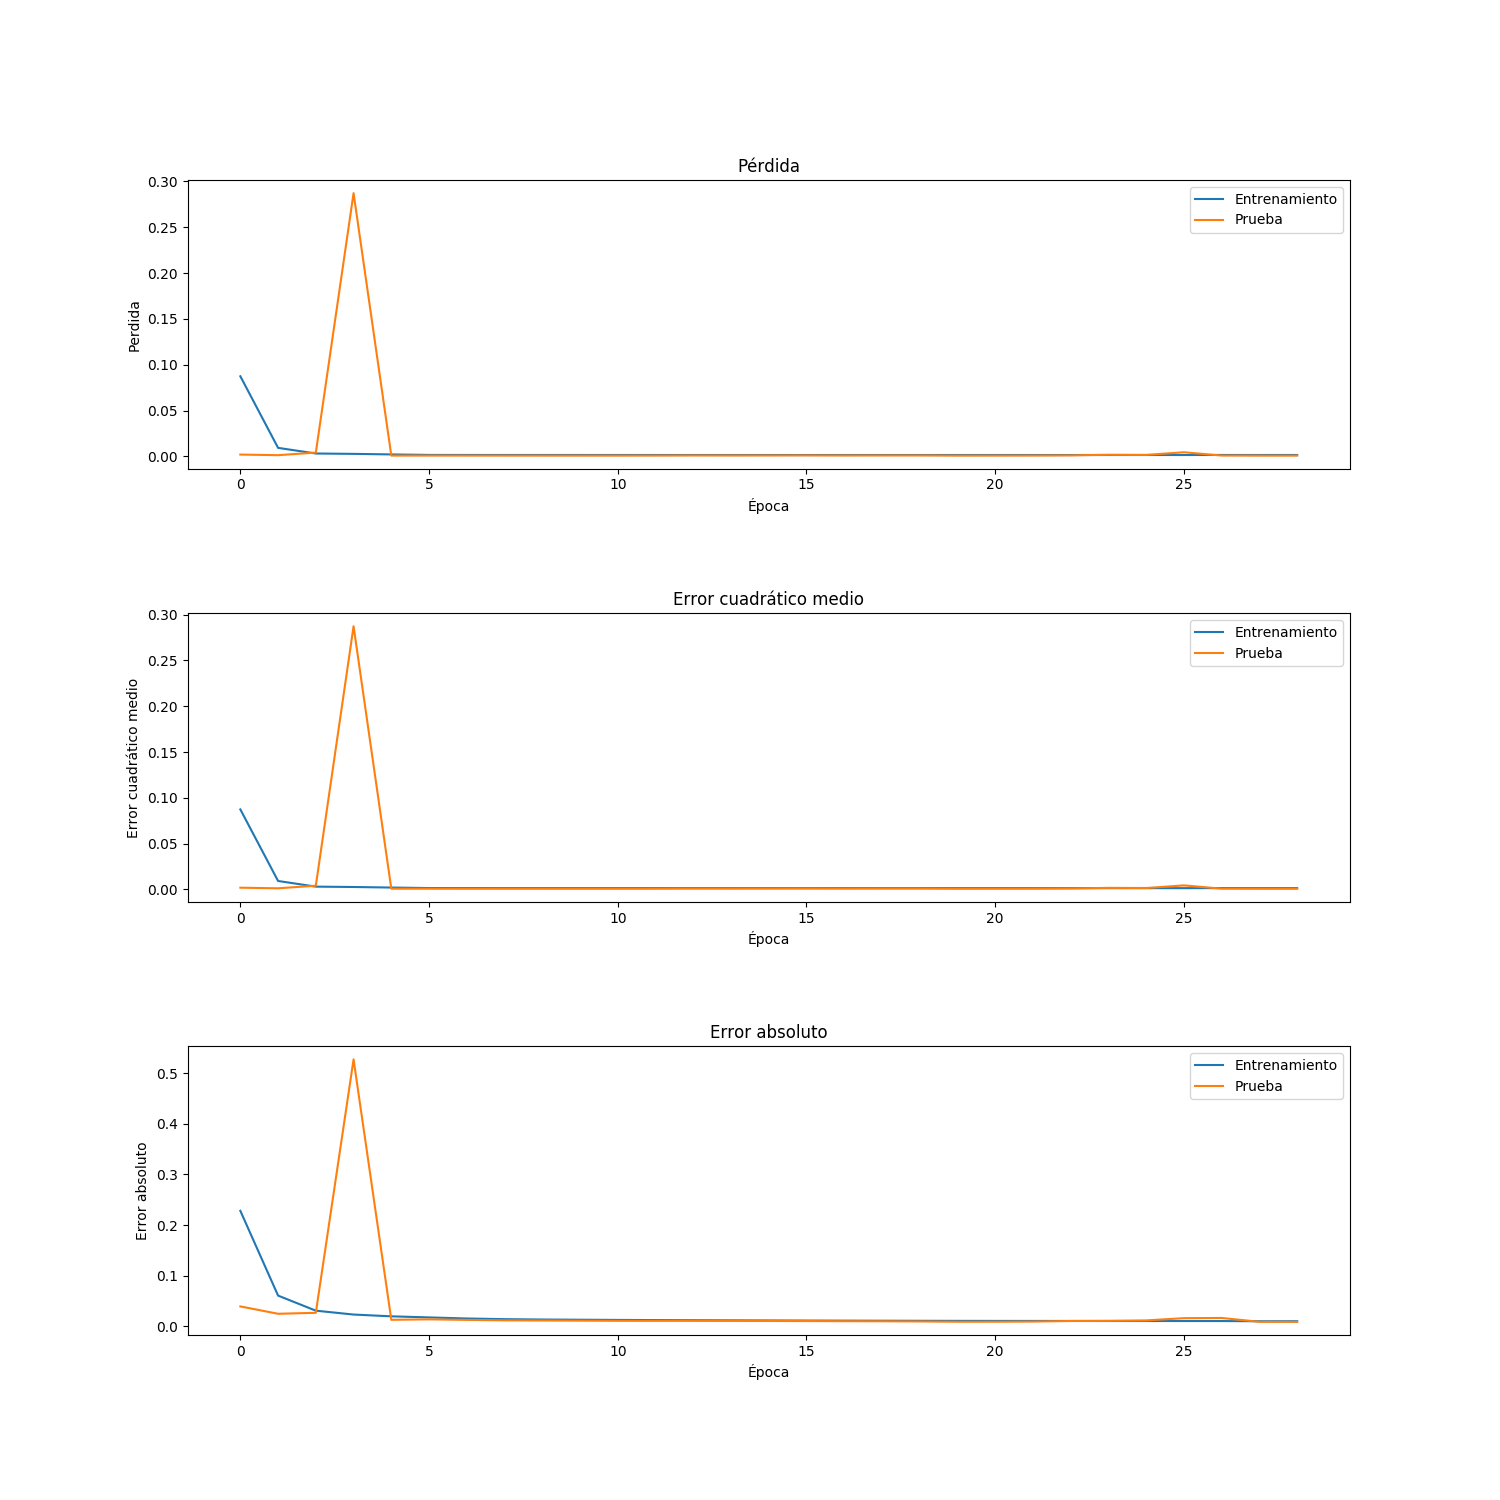 Pérdida
0.30
0.25
0.20
0.15
0.10
0.05
0.00
Perdida
Entrenamiento
Prueba
0 5 10 15 20 25
Época
Error cuadrático medio
0.30
0.25
0.20
0.15
0.10
0.05
0.00
Error cuadrático medio
Entrenamiento
Prueba
0 5 10 15 20 25
Época
Error absoluto
0.5
0.4
0.3
0.2
0.1
0.0
Error absoluto
Entrenamiento
Prueba
0 5 10 15 20 25
Época